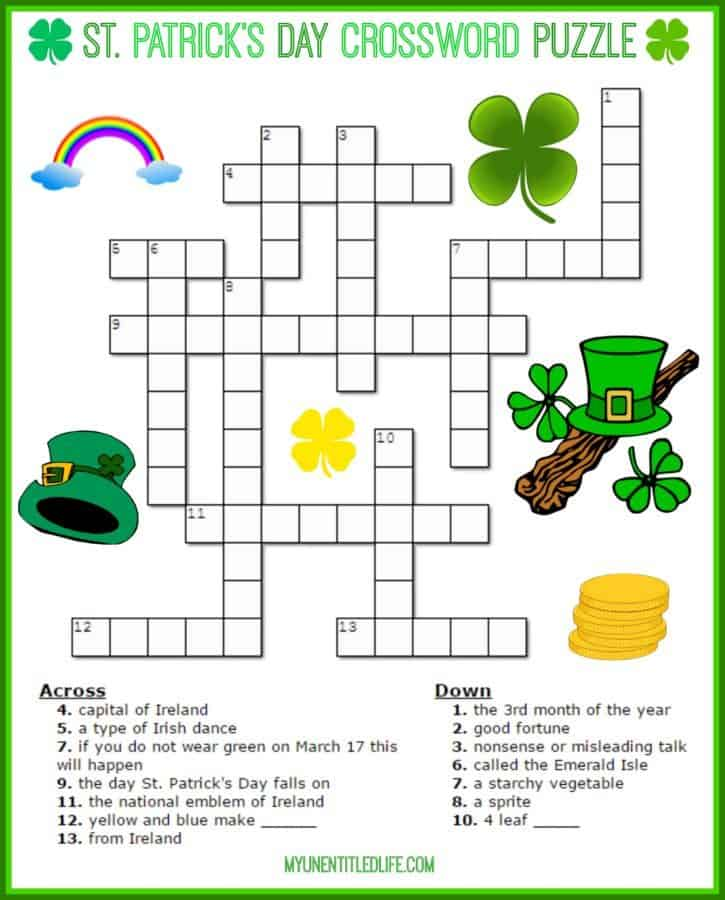 ST. PATRICK'S DAY CROSSWORD PUZZLE
1
2 3
4
5 6 7
8
9
10
11
12 13
Across
4. capital of Ireland
5. a type of Irish dance
7. if you do not wear green on March 17 this
will happen
9. the day St. Patrick's Day falls on
11. the national emblem of Ireland
12. yellow and blue make ______
13. from Ireland
Down
1. the 3rd month of the year
2. good fortune
3. nonsense or misleading talk
6. called the Emerald Isle
7. a starchy vegetable
8. a sprite
10. 4 leaf _____
MYUNENTITLEDLIFE.COM